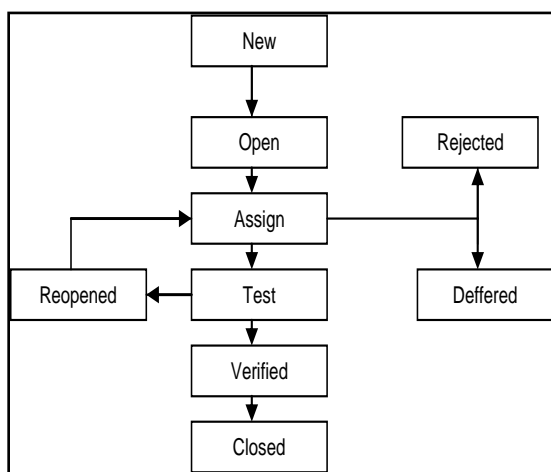 New
Open
Rejected
Assign
Reopened
Test
Deffered
Verified
Closed